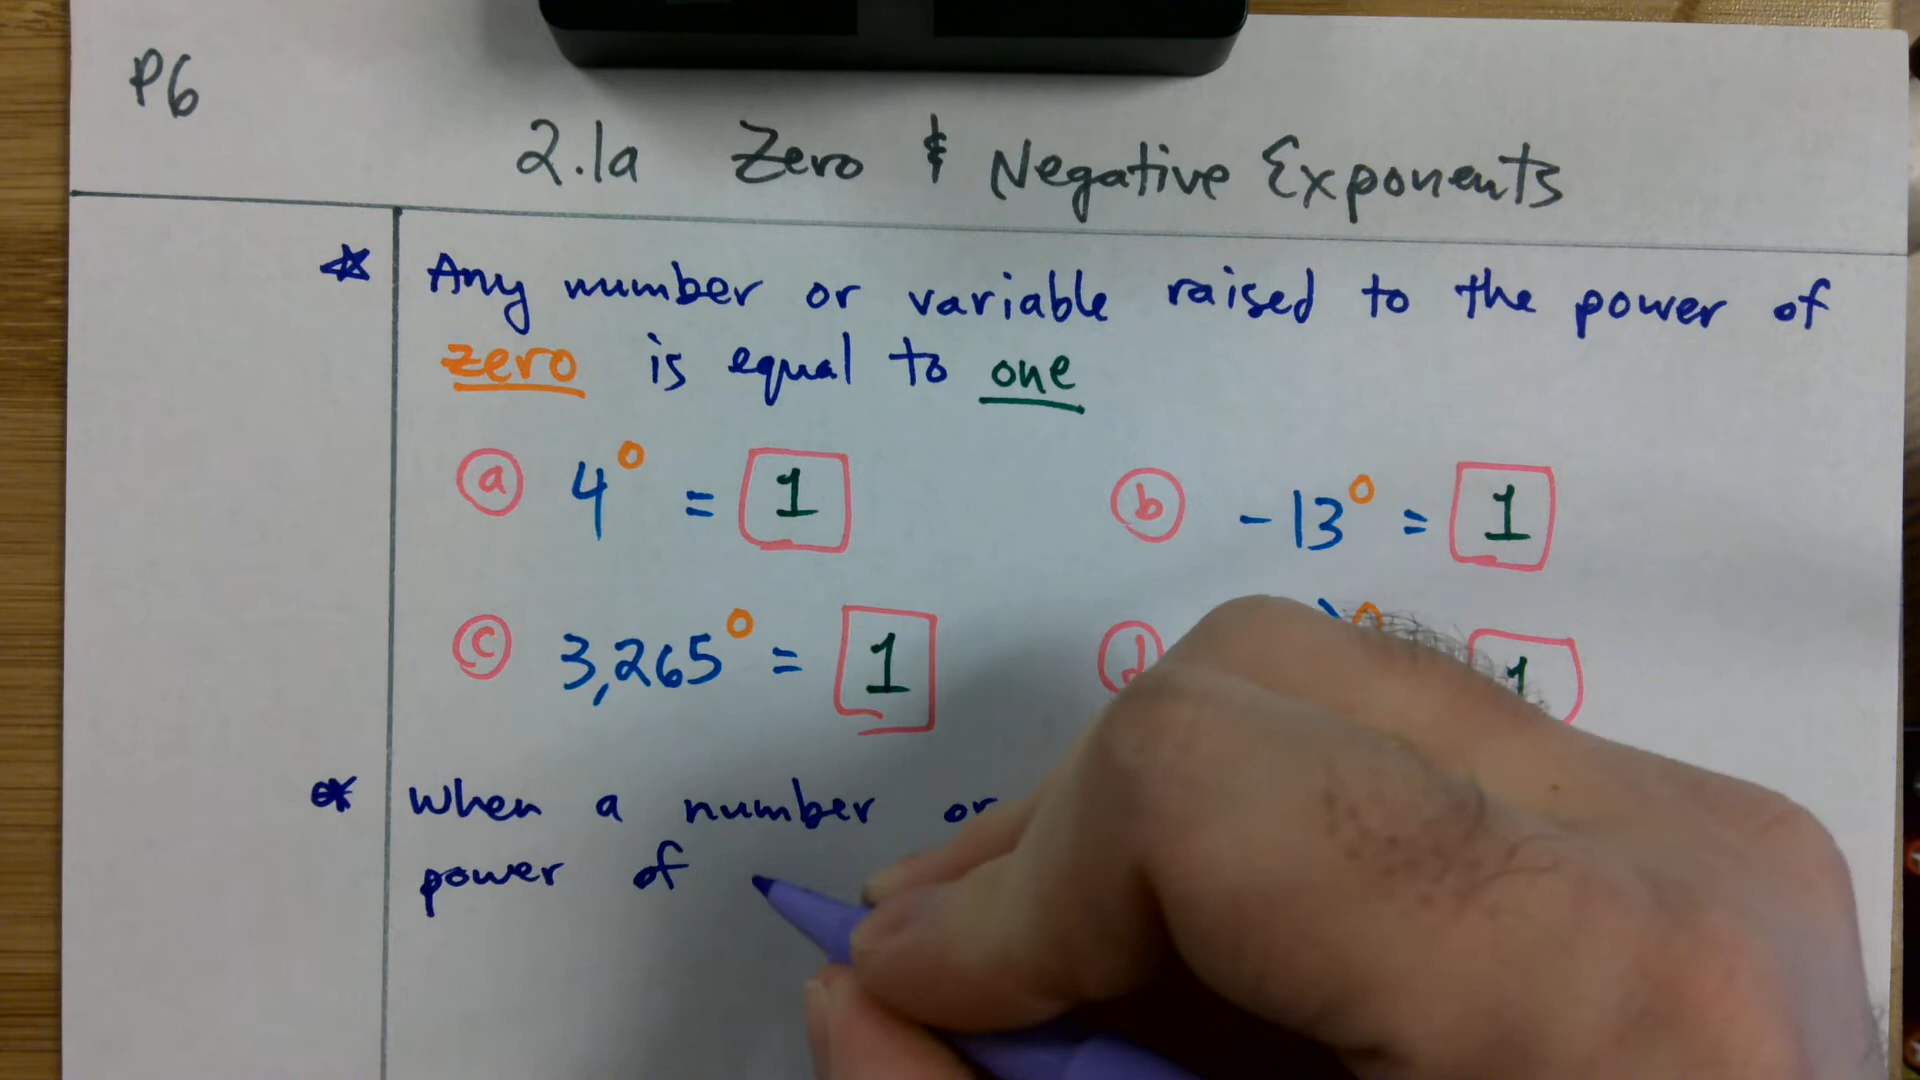 P6
2.1a Zero & Negative Exponents
☆ Any number or variable raised to the power of
zero is equal to one
ⓐ 4⁰ = 1
ⓑ -13⁰ = 1
ⓒ 3,265⁰ = 1
ⓓ 1
☆ When a number or
power of